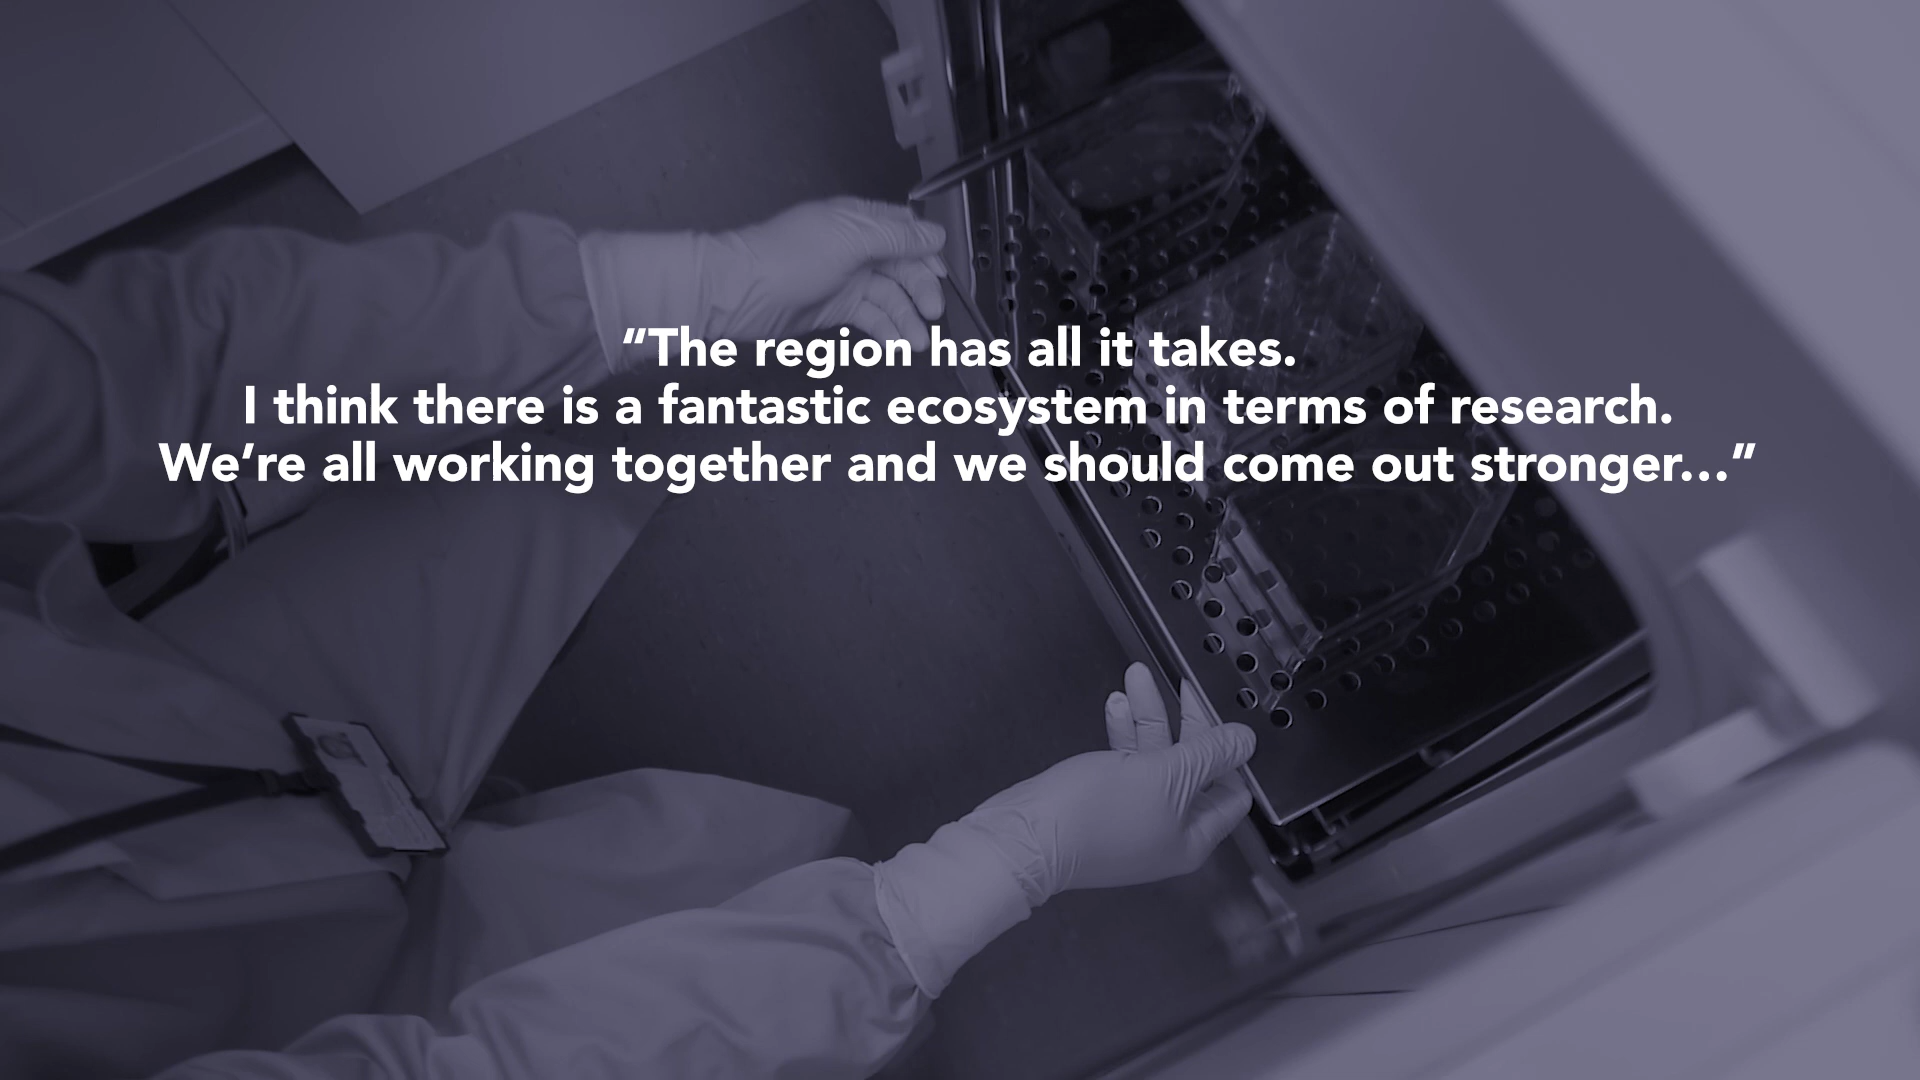 “The region has all it takes.
I think there is a fantastic ecosystem in terms of research.
We’re all working together and we should come out stronger...”